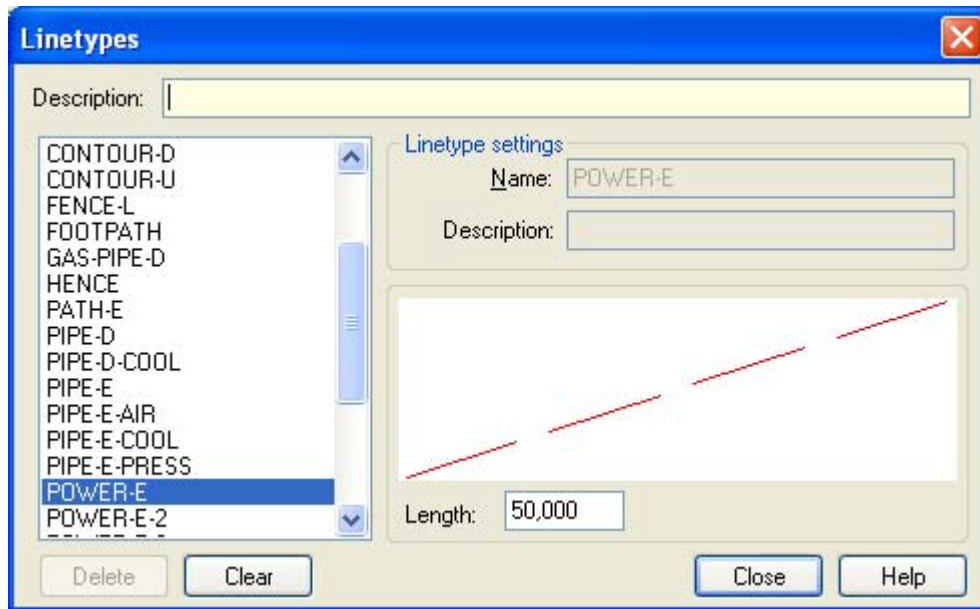 Linetypes
Description:
CONTOUR-D
CONTOUR-U
FENCE-L
FOOTPATH
GAS-PIPE-D
HENCE
PATH-E
PIPE-D
PIPE-D-COOL
PIPE-E
PIPE-E-AIR
PIPE-E-COOL
PIPE-E-PRESS
POWER-E
POWER-E-2
Linetype settings
Name: POWER-E
Description:
Length: 50,000
Delete Clear Close Help